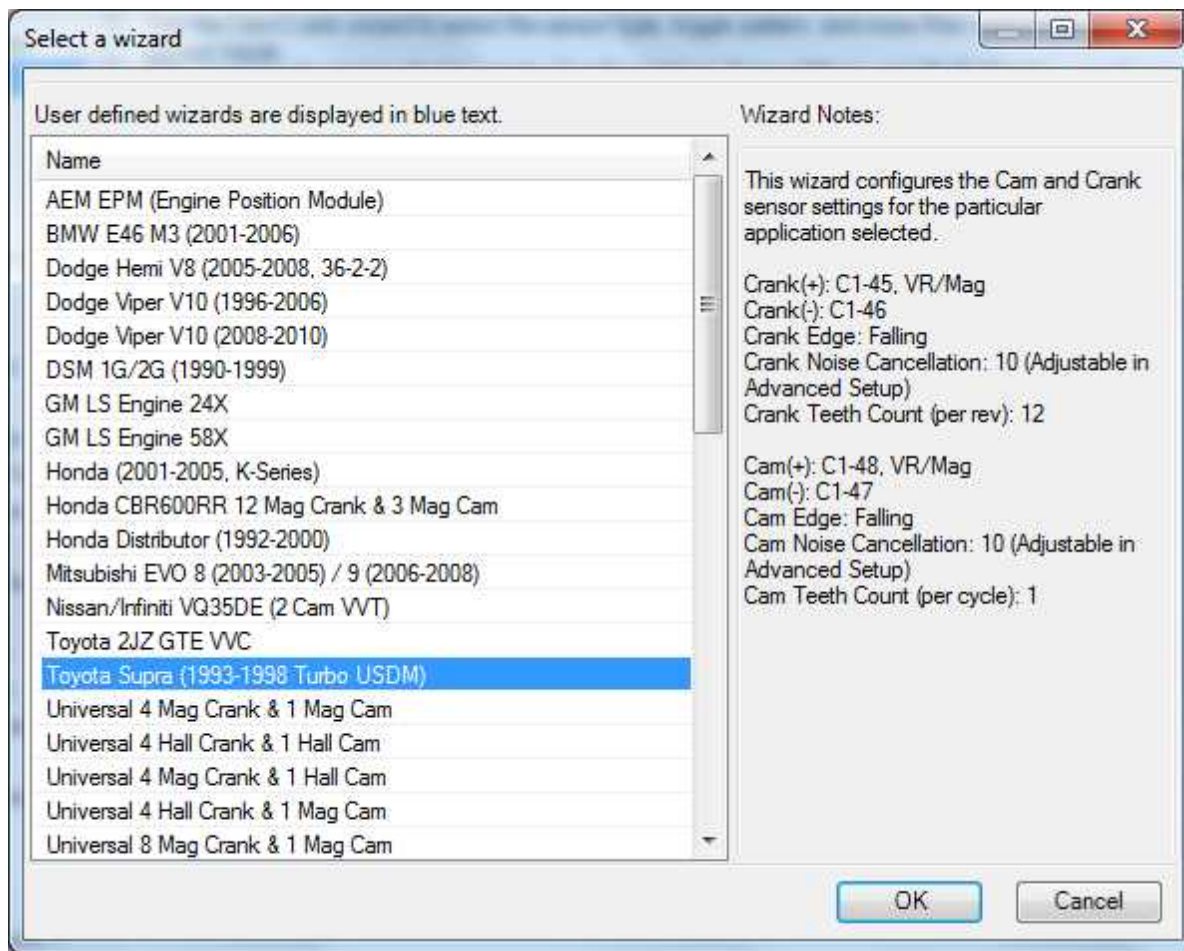 Select a wizard
User defined wizards are displayed in blue text.
Name
AEM EPM (Engine Position Module)
BMW E46 M3 (2001-2006)
Dodge Hemi V8 (2005-2008, 36-2-2)
Dodge Viper V10 (1996-2006)
Dodge Viper V10 (2008-2010)
DSM 1G/2G (1990-1999)
GM LS Engine 24X
GM LS Engine 58X
Honda (2001-2005, K-Series)
Honda CBR600RR 12 Mag Crank & 3 Mag Cam
Honda Distributor (1992-2000)
Mitsubishi EVO 8 (2003-2005) / 9 (2006-2008)
Nissan/Infiniti VQ35DE (2 Cam VVT)
Toyota 2JZ GTE VVC
Toyota Supra (1993-1998 Turbo USDM)
Universal 4 Mag Crank & 1 Mag Cam
Universal 4 Hall Crank & 1 Hall Cam
Universal 4 Mag Crank & 1 Hall Cam
Universal 4 Hall Crank & 1 Mag Cam
Universal 8 Mag Crank & 1 Mag Cam
Wizard Notes:
This wizard configures the Cam and Crank
sensor settings for the particular
application selected.
Crank(+): C1-45, VR/Mag
Crank(-): C1-46
Crank Edge: Falling
Crank Noise Cancellation: 10 (Adjustable in
Advanced Setup)
Crank Teeth Count (per rev): 12
Cam(+): C1-48, VR/Mag
Cam(-): C1-47
Cam Edge: Falling
Cam Noise Cancellation: 10 (Adjustable in
Advanced Setup)
Cam Teeth Count (per cycle): 1
OK
Cancel